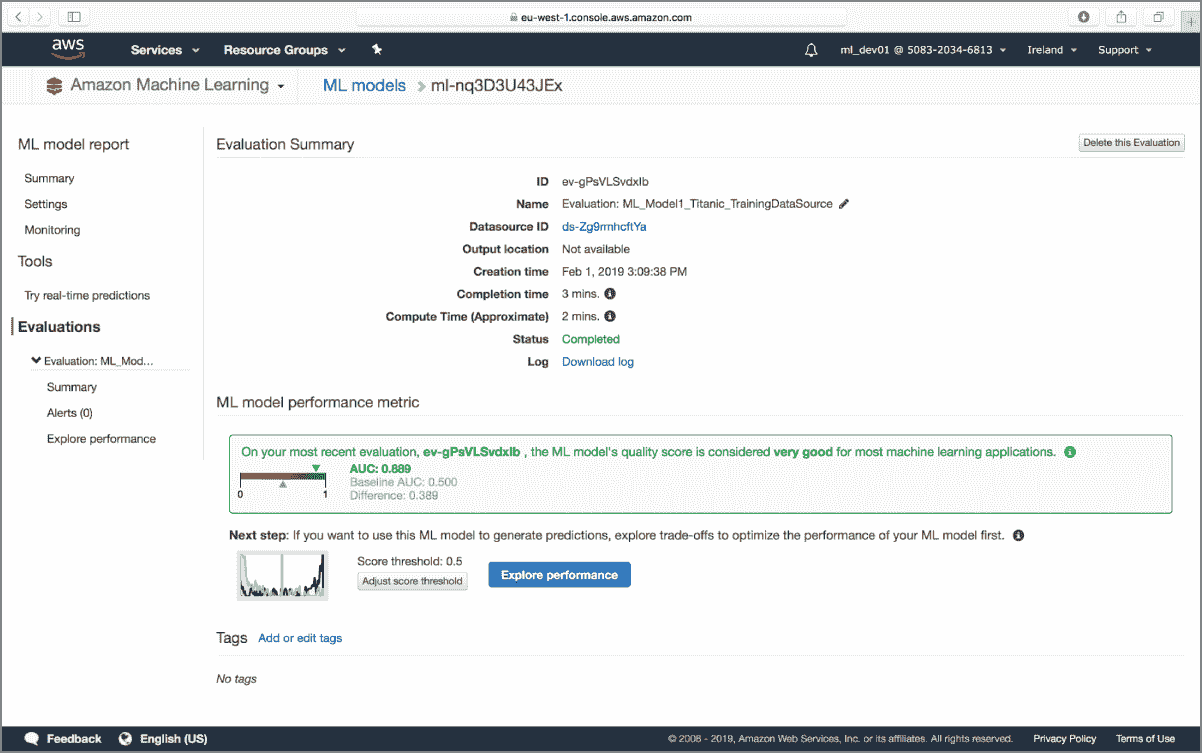 eu-west-1.console.aws.amazon.com
aws Services Resource Groups ml_dev01 @ 5083-2034-6813 Ireland Support
Amazon Machine Learning ML models ml-nq3D3U43JEx
ML model report
Summary
Settings
Monitoring
Tools
Try real-time predictions
Evaluations
Evaluation: ML_Mod...
Summary
Alerts (0)
Explore performance
Evaluation Summary Delete this Evaluation
ID ev-gPsVLSvdxIb
Name Evaluation: ML_Model1_Titanic_TrainingDataSource
Datasource ID ds-Zg9rmhcftYa
Output location Not available
Creation time Feb 1, 2019 3:09:38 PM
Completion time 3 mins.
Compute Time (Approximate) 2 mins.
Status Completed
Log Download log
ML model performance metric
On your most recent evaluation, ev-gPsVLSvdxIb , the ML model's quality score is considered very good for most machine learning applications.
AUC: 0.889
Baseline AUC: 0.500
Difference: 0.389
0 1
Next step: If you want to use this ML model to generate predictions, explore trade-offs to optimize the performance of your ML model first.
Score threshold: 0.5
Adjust score threshold
Explore performance
Tags Add or edit tags
No tags
Feedback English (US) © 2008 - 2019, Amazon Web Services, Inc. or its affiliates. All rights reserved. Privacy Policy Terms of Use